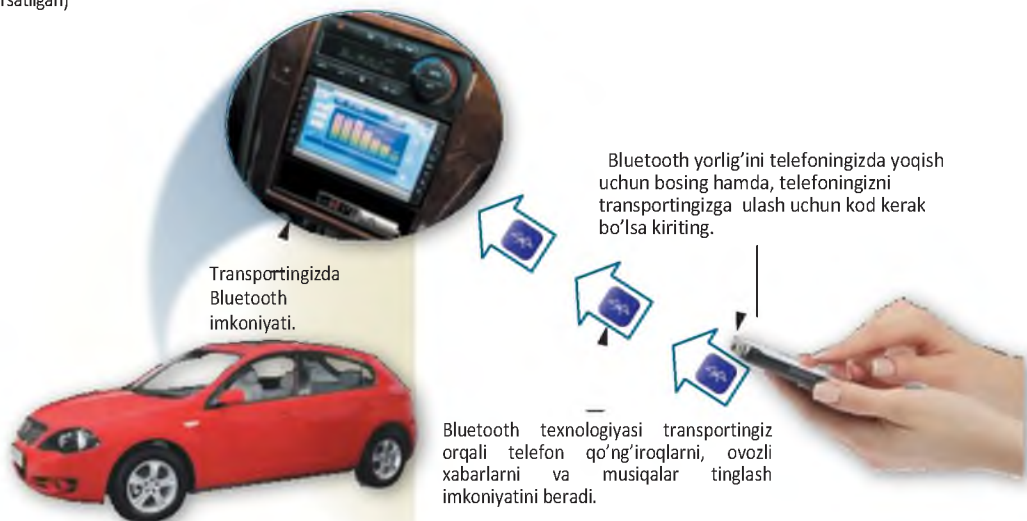 rsatilgan)
Bluetooth yorlig’ini telefoningizda yoqish
uchun bosing hamda, telefoningizni
transportingizga ulash uchun kod kerak
bo’lsa kiriting.
Transportingizda
Bluetooth
imkoniyati.
Bluetooth texnologiyasi transportingiz
orqali telefon qo’ng’iroqlarni, ovozli
xabarlarni va musiqalar tinglash
imkoniyatini beradi.